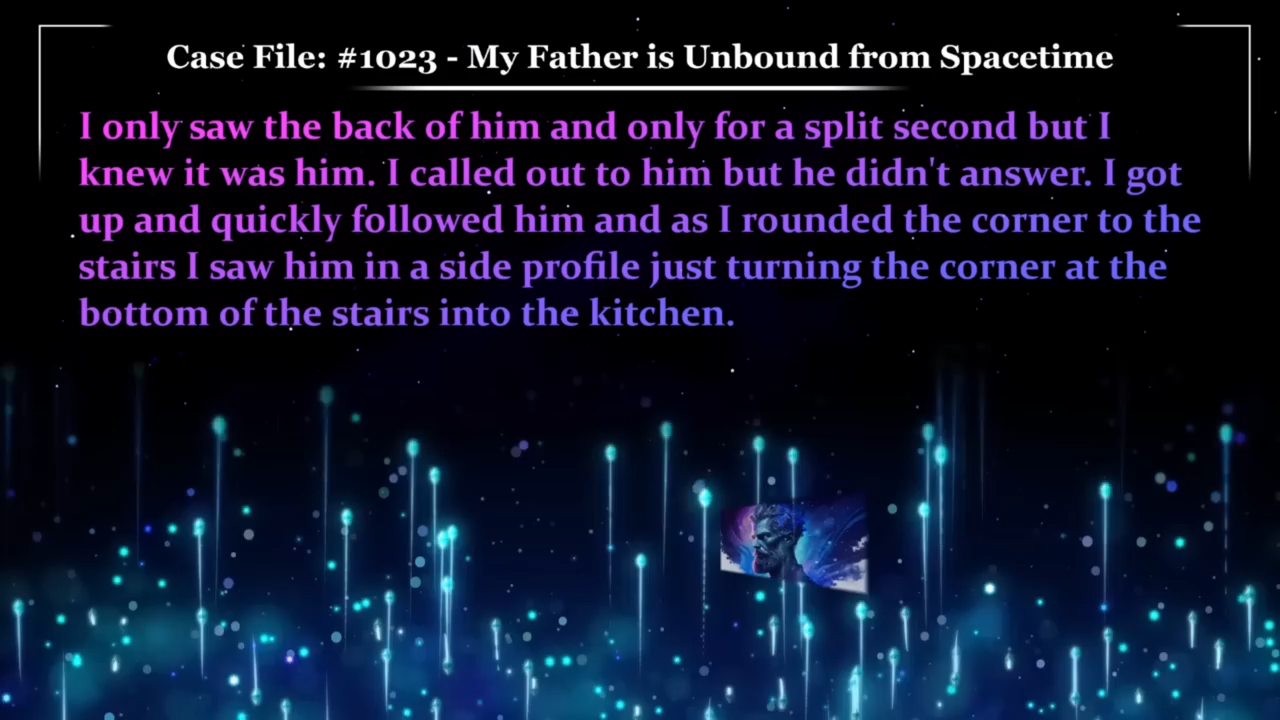 Case File: #1023 - My Father is Unbound from Spacetime
I only saw the back of him and only for a split second but I
knew it was him. I called out to him but he didn't answer. I got
up and quickly followed him and as I rounded the corner to the
stairs I saw him in a side profile just turning the corner at the
bottom of the stairs into the kitchen.